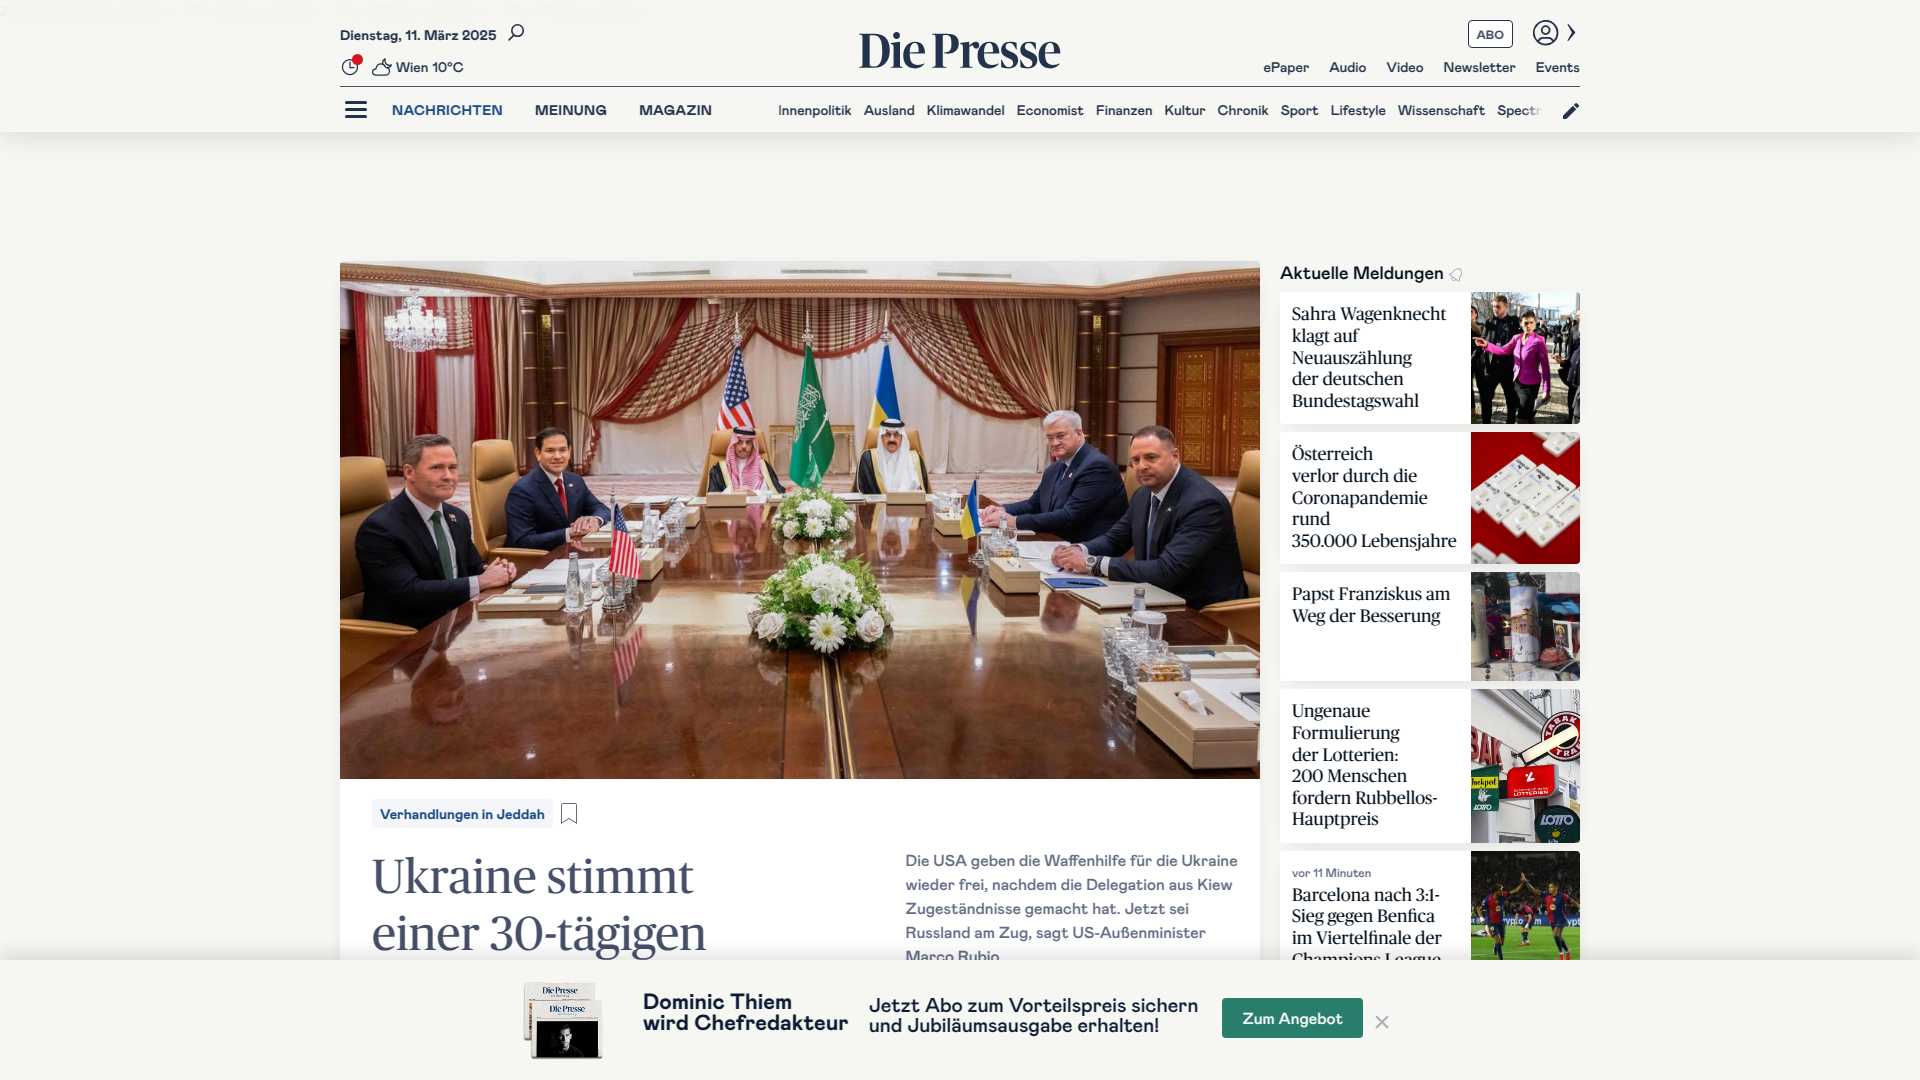 Dienstag, 11. März 2025
Die Presse
ABO
Wien 10°C
ePaper Audio Video Newsletter Events
NACHRICHTEN MEINUNG MAGAZIN
Innenpolitik Ausland Klimawandel Economist Finanzen Kultur Chronik Sport Lifestyle Wissenschaft Spectr
Verhandlungen in Jeddah
Ukraine stimmt
einer 30-tägigen
Die USA geben die Waffenhilfe für die Ukraine
wieder frei, nachdem die Delegation aus Kiew
Zugeständnisse gemacht hat. Jetzt sei
Russland am Zug, sagt US-Außenminister
Marco Rubio
Aktuelle Meldungen
Sahra Wagenknecht
klagt auf
Neuauszählung
der deutschen
Bundestagswahl
Österreich
verlor durch die
Coronapandemie
rund
350.000 Lebensjahre
Papst Franziskus am
Weg der Besserung
Ungenaue
Formulierung
der Lotterien:
200 Menschen
fordern Rubbellos-
Hauptpreis
TABAK
LOTTERIEN
LOTTO
vor 11 Minuten
Barcelona nach 3:1-
Sieg gegen Benfica
im Viertelfinale der
Champions League
Die Presse
Die Presse
Dominic Thiem
wird Chefredakteur
Jetzt Abo zum Vorteilspreis sichern
und Jubiläumsausgabe erhalten!
Zum Angebot